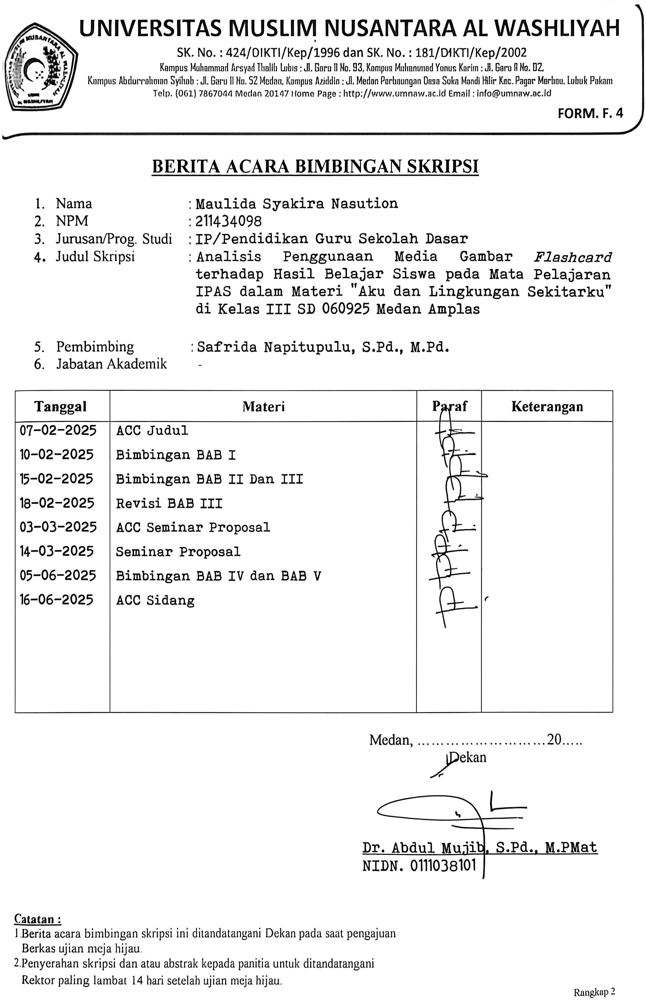 UNIVERSITAS MUSLIM NUSANTARA AL WASHLIYAH
SK. No. : 424/DIKTI/Kep/1996 dan SK. No. : 181/D1KTI/Kep/2002
Kampus Muhammad Arsyad Thalib Lubis : Jl. Garu II No. 93, Kampus Muhammad Yonus Karim : Jl. Garu II No. 02,
Kampus Abdurrahman Syihab : Jl. Garu II No. 52 Medan, Kampus Aziddin : Jl. Medan Perbaungan Desa Suka Mandi Hilir Kec. Pagar Merbau, Lubuk Pakam
Telp. (061) 7867044 Medan 20147 Home Page : http://www.umnaw.ac.id Email : info@umnaw.ac.id
FORM. F. 4
BERITA ACARA BIMBINGAN SKRIPSI
1. Nama : Maulida Syakira Nasution
2. NPM : 211434098
3. Jurusan/Prog. Studi : IP/Pendidikan Guru Sekolah Dasar
4. Judul Skripsi : Analisis Penggunaan Media Gambar Flashcard
terhadap Hasil Belajar Siswa pada Mata Pelajaran
IPAS dalam Materi "Aku dan Lingkungan Sekitarku"
di Kelas III SD 060925 Medan Amplas
5. Pembimbing : Safrida Napitupulu, S.Pd., M.Pd.
6. Jabatan Akademik -
Tanggal Materi Paraf Keterangan
07-02-2025 ACC Judul
10-02-2025 Bimbingan BAB I
15-02-2025 Bimbingan BAB II Dan III
18-02-2025 Revisi BAB III
03-03-2025 ACC Seminar Proposal
14-03-2025 Seminar Proposal
05-06-2025 Bimbingan BAB IV dan BAB V
16-06-2025 ACC Sidang
Medan, ..........................20.....
Dekan
Dr. Abdul Mujib, S.Pd., M.PMat
NIDN. 0111038101
Catatan :
1.Berita acara bimbingan skripsi ini ditandatangani Dekan pada saat pengajuan
Berkas ujian meja hijau.
2.Penyerahan skripsi dan atau abstrak kepada panitia untuk ditandatangani
Rektor paling lambat 14 hari setelah ujian meja hijau.
Rangkap 2